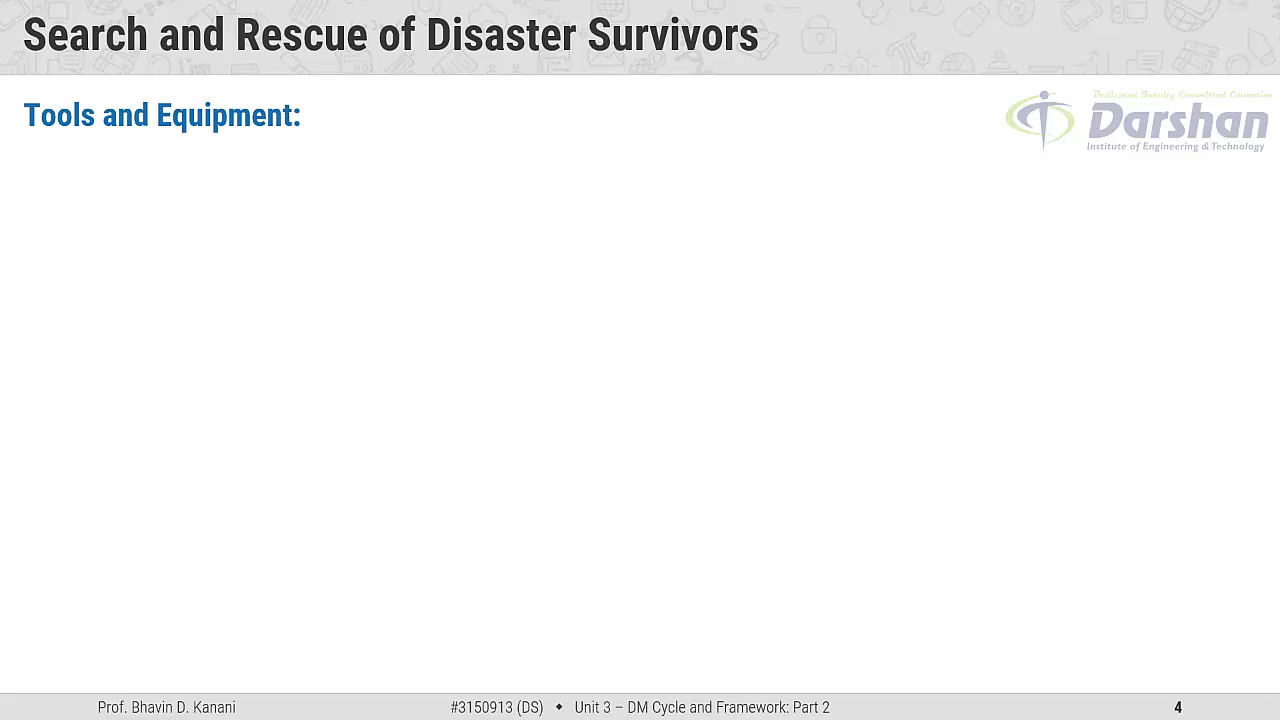 Search and Rescue of Disaster Survivors
Tools and Equipment:
Darshan
Institute of Engineering & Technology
Prof. Bhavin D. Kanani
#3150913 (DS) ◆ Unit 3 – DM Cycle and Framework: Part 2
4